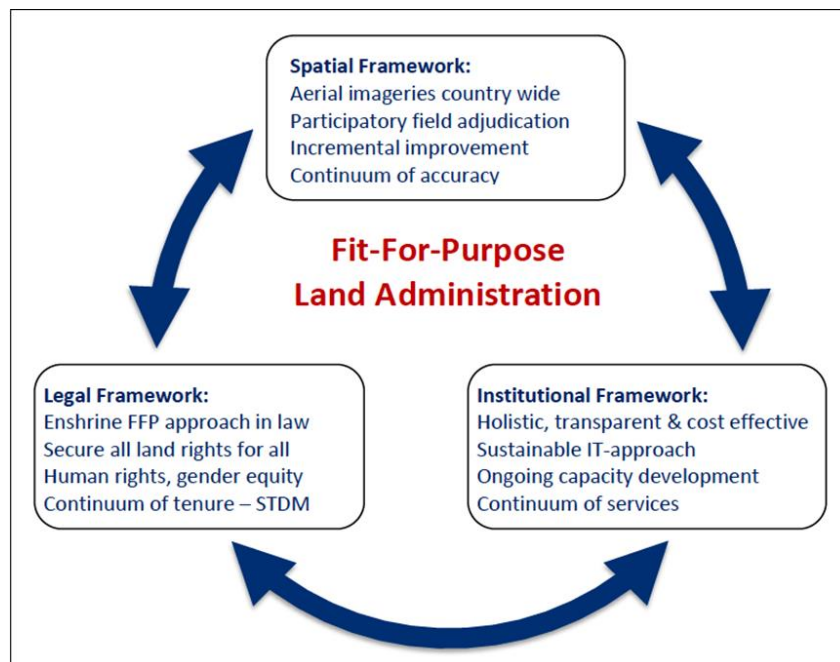 Spatial Framework:
Aerial imageries country wide
Participatory field adjudication
Incremental improvement
Continuum of accuracy
Fit-For-Purpose
Land Administration
Legal Framework:
Enshrine FFP approach in law
Secure all land rights for all
Human rights, gender equity
Continuum of tenure – STDM
Institutional Framework:
Holistic, transparent & cost effective
Sustainable IT-approach
Ongoing capacity development
Continuum of services